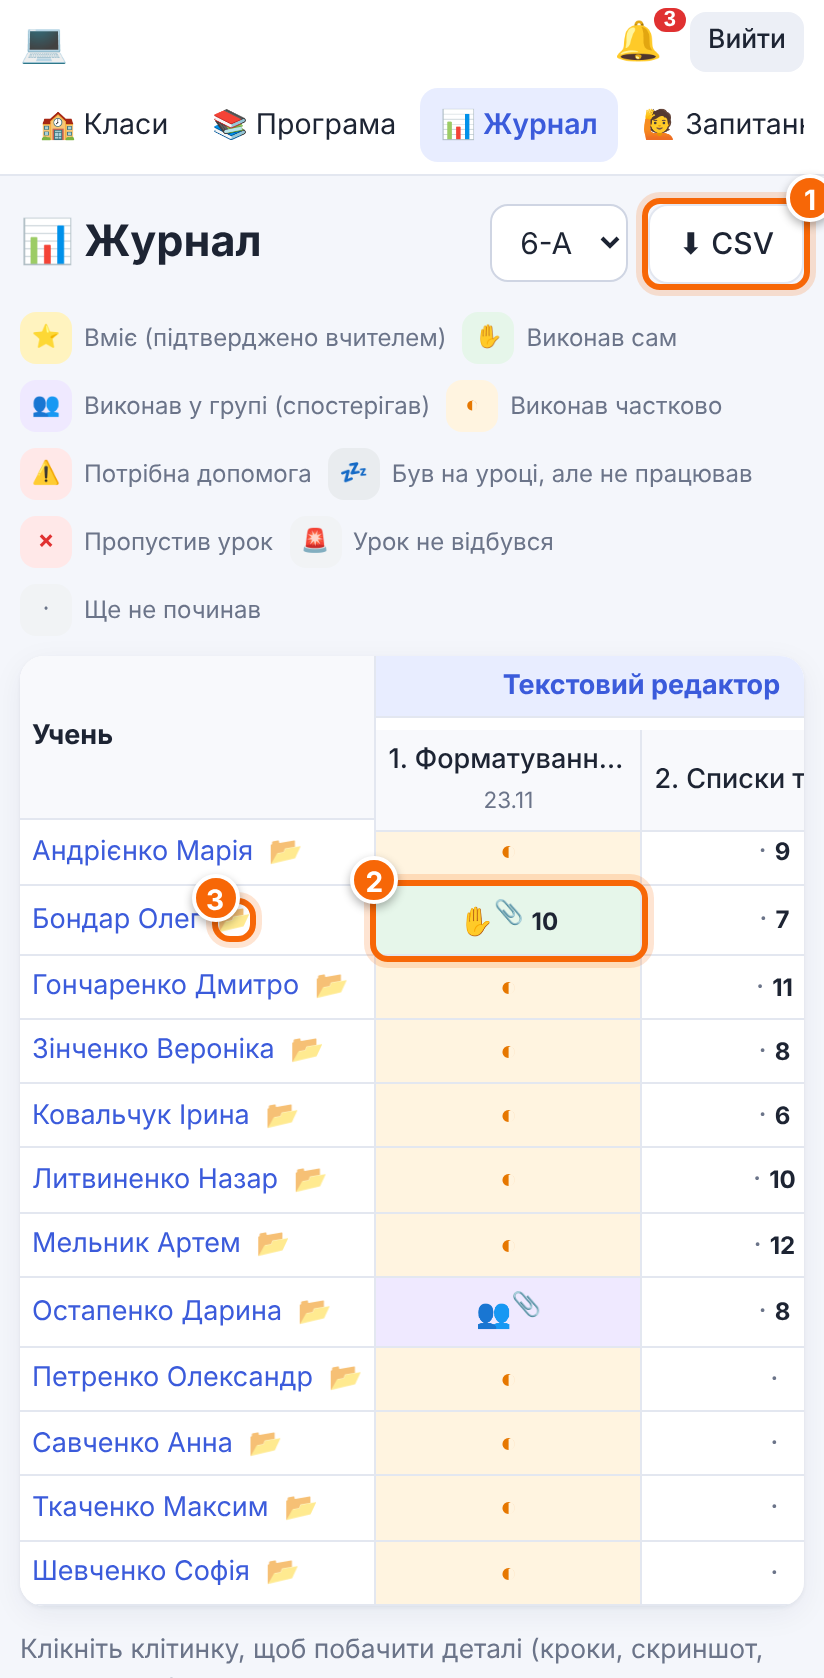 3
Вийти
Класи
Програма
Журнал
Запитан
Журнал
6-А
⬇ CSV
1
Вміє (підтверджено вчителем)
Виконав сам
Виконав у групі (спостерігав)
Виконав частково
Потрібна допомога
Був на уроці, але не працював
Пропустив урок
Урок не відбувся
Ще не починав
Учень
Текстовий редактор
1. Форматуванн...
23.11
2. Списки т
Андрієнко Марія
9
2
3
Бондар Олег
10
7
Гончаренко Дмитро
11
Зінченко Вероніка
8
Ковальчук Ірина
6
Литвиненко Назар
10
Мельник Артем
12
Остапенко Дарина
8
Петренко Олександр
Савченко Анна
Ткаченко Максим
Шевченко Софія
Клікніть клітинку, щоб побачити деталі (кроки, скриншот,